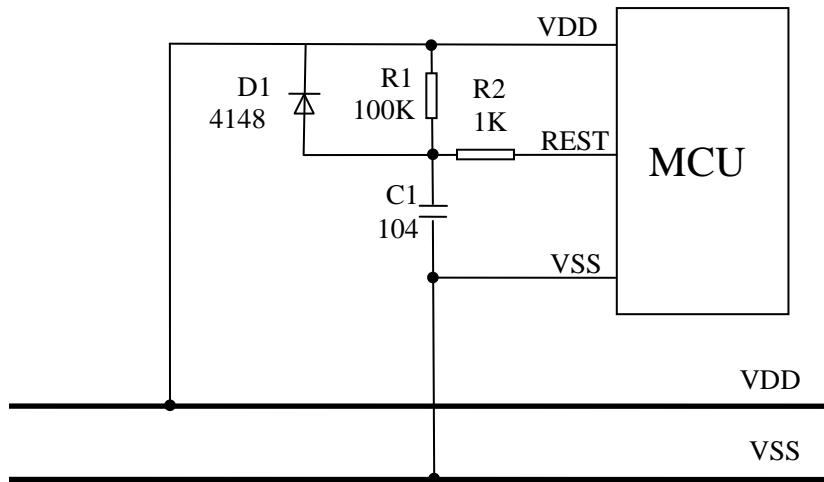 VDD
D1
4148
R1
100K
R2
1K
REST
MCU
C1
104
VSS
VDD
VSS